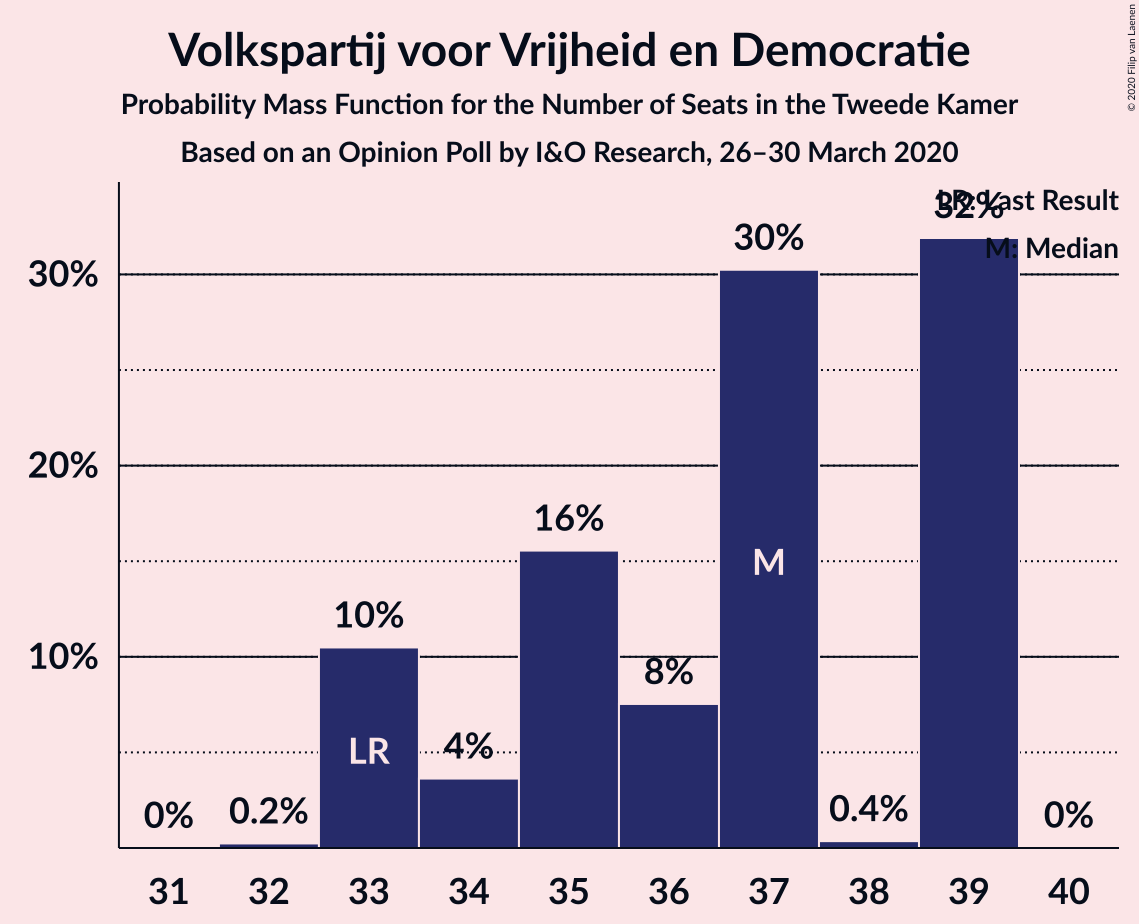 Volkspartij voor Vrijheid en Democratie
Probability Mass Function for the Number of Seats in the Tweede Kamer
Based on an Opinion Poll by I&O Research, 26–30 March 2020
© 2020 Filip van Laenen
LR: Last Result
M: Median
30%
20%
10%
0%
0.2%
10%
4%
16%
8%
30%
0.4%
32%
0%
LR
M
31 32 33 34 35 36 37 38 39 40